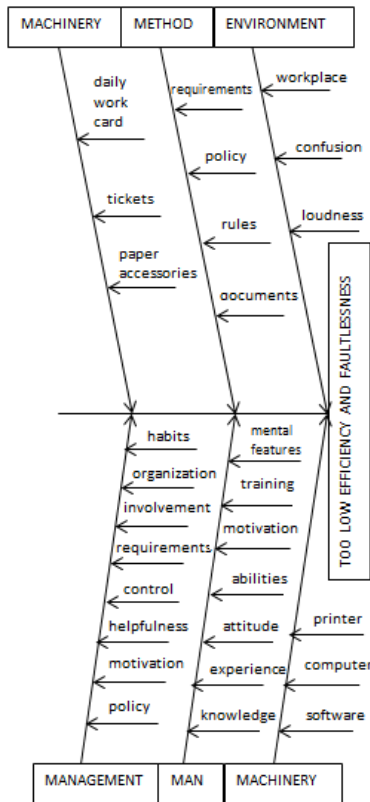 MACHINERY
METHOD
ENVIRONMENT
daily
work
card
tickets
paper
accessories
requirements
policy
rules
documents
workplace
confusion
loudness
TOO LOW EFFICIENCY AND FAULTLESSNESS
habits
organization
involvement
requirements
control
helpfulness
motivation
policy
mental
features
training
motivation
abilities
attitude
experience
knowledge
printer
computer
software
MANAGEMENT
MAN
MACHINERY